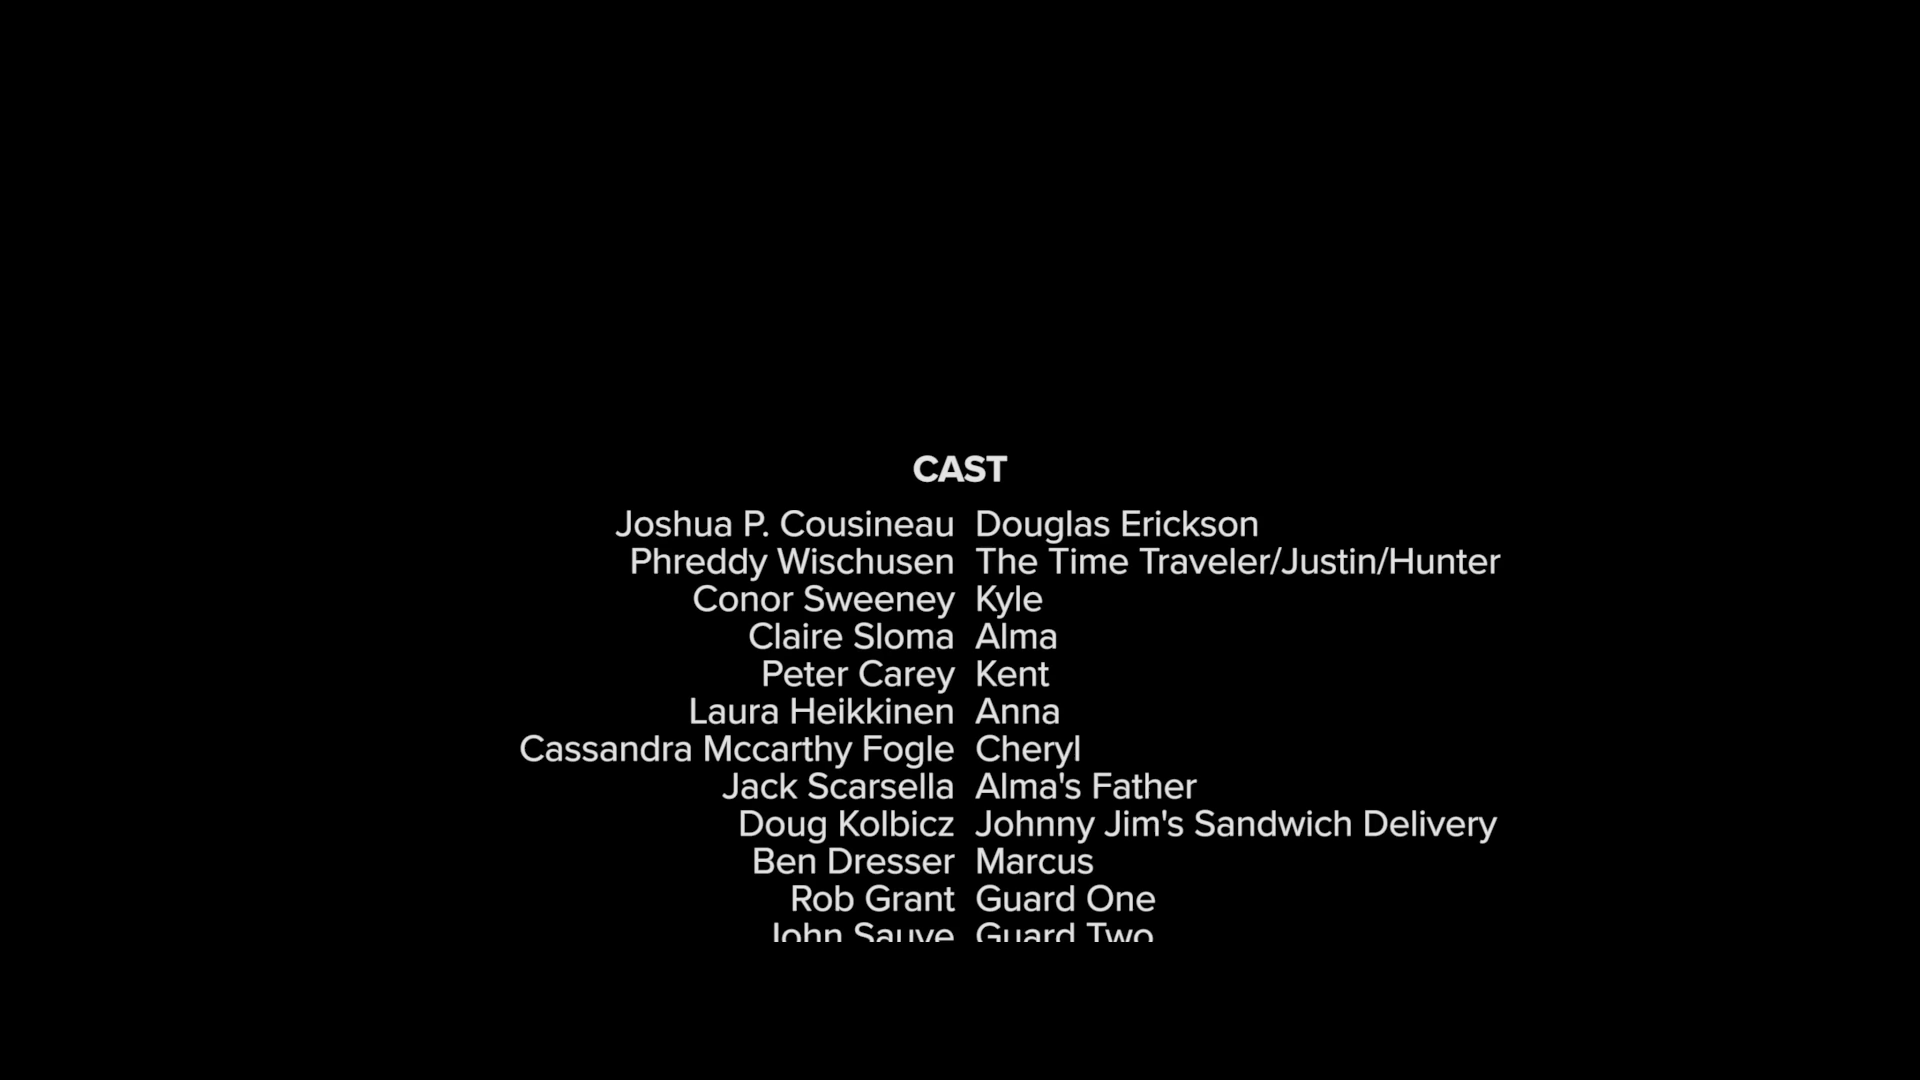 CAST
Joshua P. Cousineau Douglas Erickson
Phreddy Wischusen The Time Traveler/Justin/Hunter
Conor Sweeney Kyle
Claire Sloma Alma
Peter Carey Kent
Laura Heikkinen Anna
Cassandra Mccarthy Fogle Cheryl
Jack Scarsella Alma's Father
Doug Kolbicz Johnny Jim's Sandwich Delivery
Ben Dresser Marcus
Rob Grant Guard One
John Sauve Guard Two